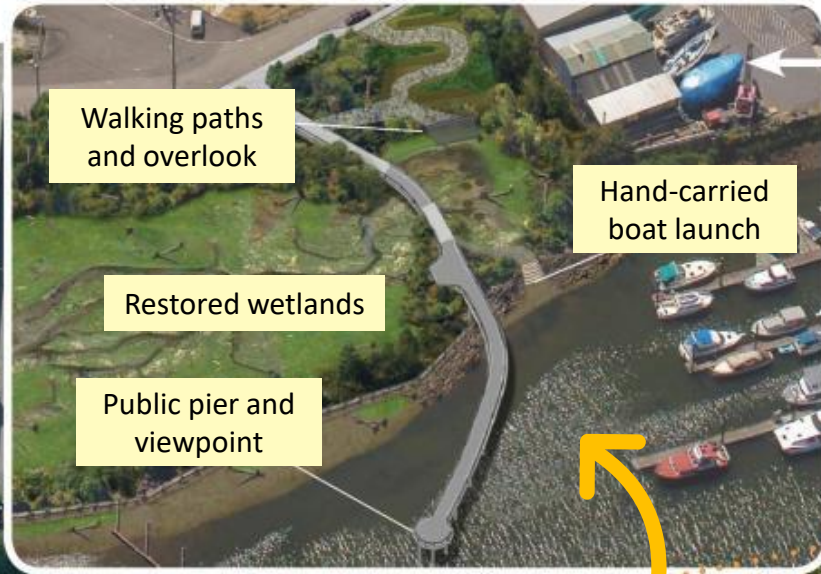 Walking paths
and overlook
Hand-carried
boat launch
Restored wetlands
Public pier and
viewpoint